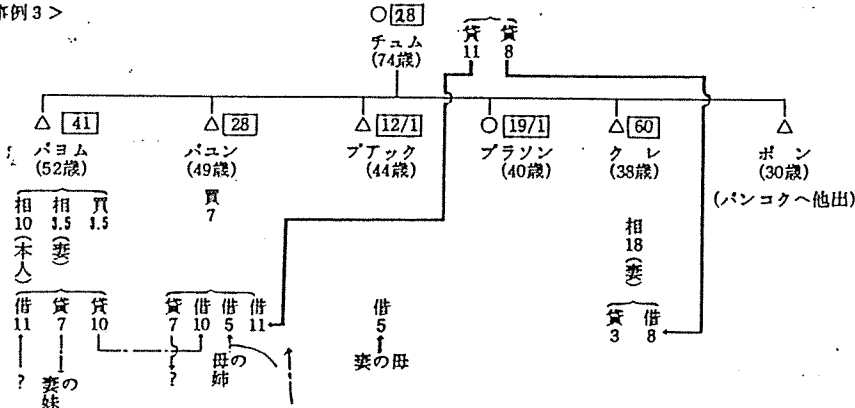 事例3>
○ 28
チュム
(74歳)
貸 貸
11 8
△ 41
パヨム
(52歳)
△ 28
パユン
(49歳)
△ 12/1
プアック
(44歳)
○ 19/1
プラソン
(40歳)
△ 60
クレ
(38歳)
△
ポン
(30歳)
(バンコクへ他出)
相 相 買
10 3.5 3.5
(本人) (妻)
買
7
相
18
(妻)
借 貸 貸
11 7 10
貸 借 借 借
7 10 5 11
借
5
貸 借
3 8
?
妻の
妹
?
母の
姉
妻の母